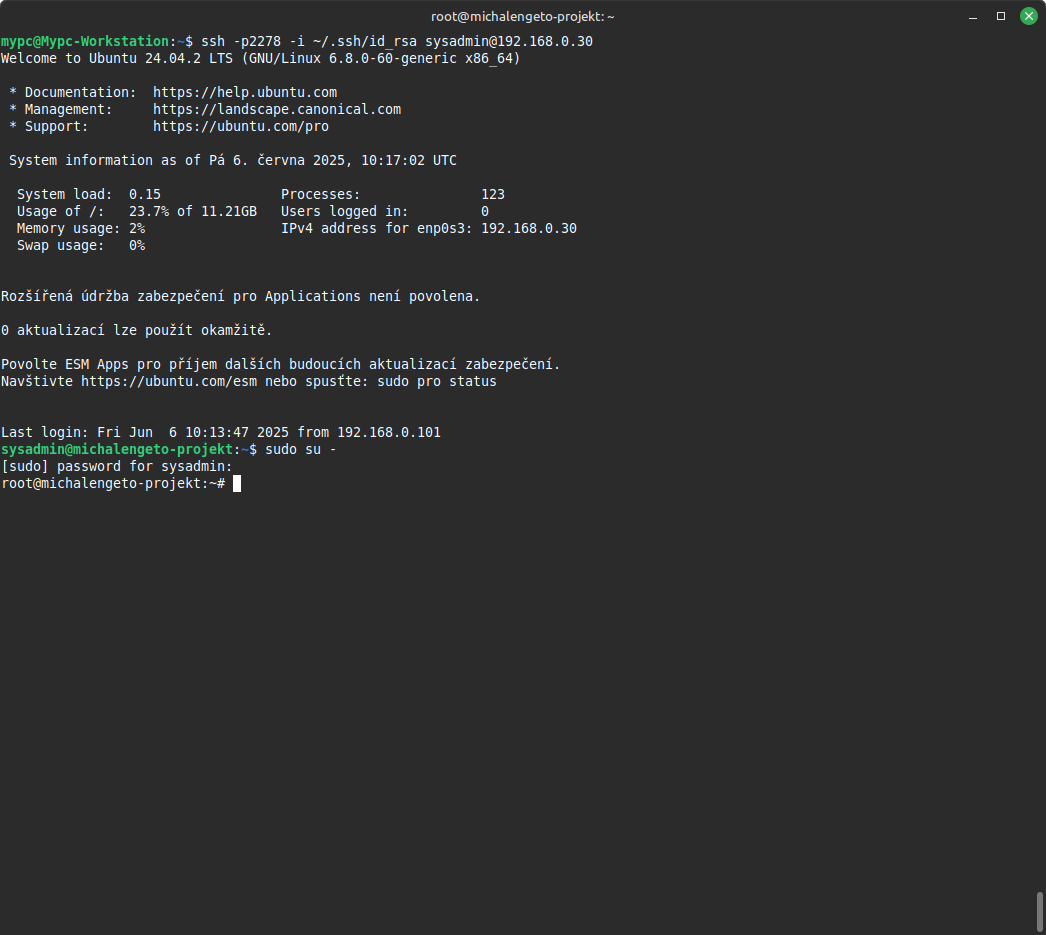 root@michalengeto-projekt: ~
mypc@Mypc-Workstation:~$ ssh -p2278 -i ~/.ssh/id_rsa sysadmin@192.168.0.30
Welcome to Ubuntu 24.04.2 LTS (GNU/Linux 6.8.0-60-generic x86_64)

 * Documentation:  https://help.ubuntu.com
 * Management:     https://landscape.canonical.com
 * Support:        https://ubuntu.com/pro

 System information as of Pá 6. června 2025, 10:17:02 UTC

  System load:  0.15               Processes:               123
  Usage of /:   23.7% of 11.21GB   Users logged in:         0
  Memory usage: 2%                 IPv4 address for enp0s3: 192.168.0.30
  Swap usage:   0%

Rozšířená údržba zabezpečení pro Applications není povolena.

0 aktualizací lze použít okamžitě.

Povolte ESM Apps pro příjem dalších budoucích aktualizací zabezpečení.
Navštivte https://ubuntu.com/esm nebo spusťte: sudo pro status

Last login: Fri Jun  6 10:13:47 2025 from 192.168.0.101
sysadmin@michalengeto-projekt:~$ sudo su -
[sudo] password for sysadmin:
root@michalengeto-projekt:~#